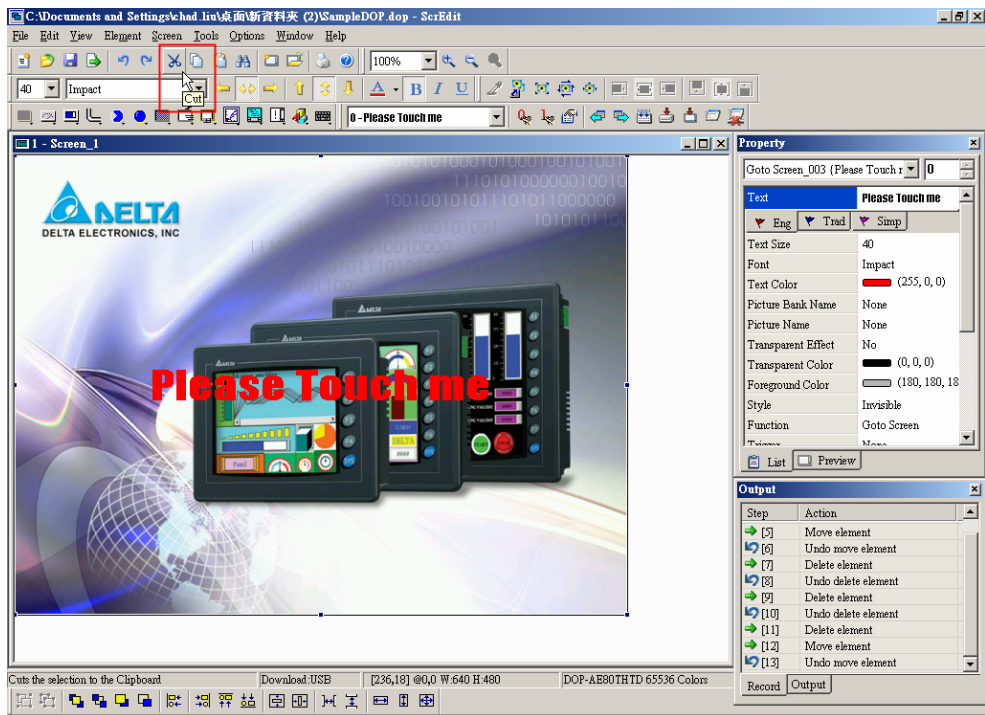 C:\Documents and Settings\chad.liu\桌面\新資料夾 (2)\SampleDOP.dop - ScrEdit
File Edit View Element Screen Tools Options Window Help
100%
40 Impact A B I U
Cut
0 - Please Touch me
1 - Screen_1
DELTA
DELTA ELECTRONICS, INC
Please Touch me
Property
Goto Screen_003 {Please Touch r 0
Text Please Touch me
Eng Trad Simp
Text Size 40
Font Impact
Text Color (255, 0, 0)
Picture Bank Name None
Picture Name None
Transparent Effect No
Transparent Color (0, 0, 0)
Foreground Color (180, 180, 18
Style Invisible
Function Goto Screen
Trigger None
List Preview
Output
Step Action
[5] Move element
[6] Undo move element
[7] Delete element
[8] Undo delete element
[9] Delete element
[10] Undo delete element
[11] Delete element
[12] Move element
[13] Undo move element
Record Output
Cuts the selection to the Clipboard Download:USB [236,18] @0,0 W:640 H:480 DOP-AE80THTD 65536 Colors